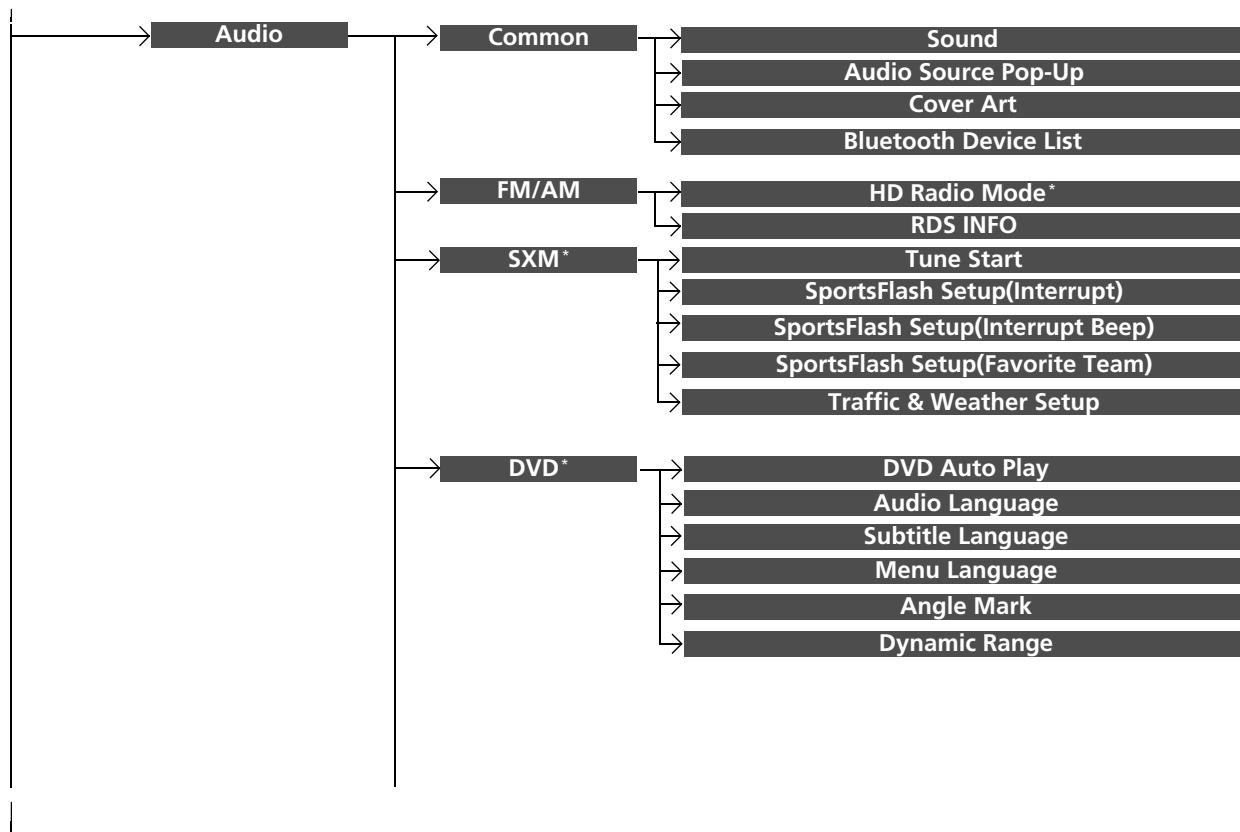 Audio
Common
Sound
Audio Source Pop-Up
Cover Art
Bluetooth Device List
FM/AM
HD Radio Mode*
RDS INFO
SXM*
Tune Start
SportsFlash Setup(Interrupt)
SportsFlash Setup(Interrupt Beep)
SportsFlash Setup(Favorite Team)
Traffic & Weather Setup
DVD*
DVD Auto Play
Audio Language
Subtitle Language
Menu Language
Angle Mark
Dynamic Range